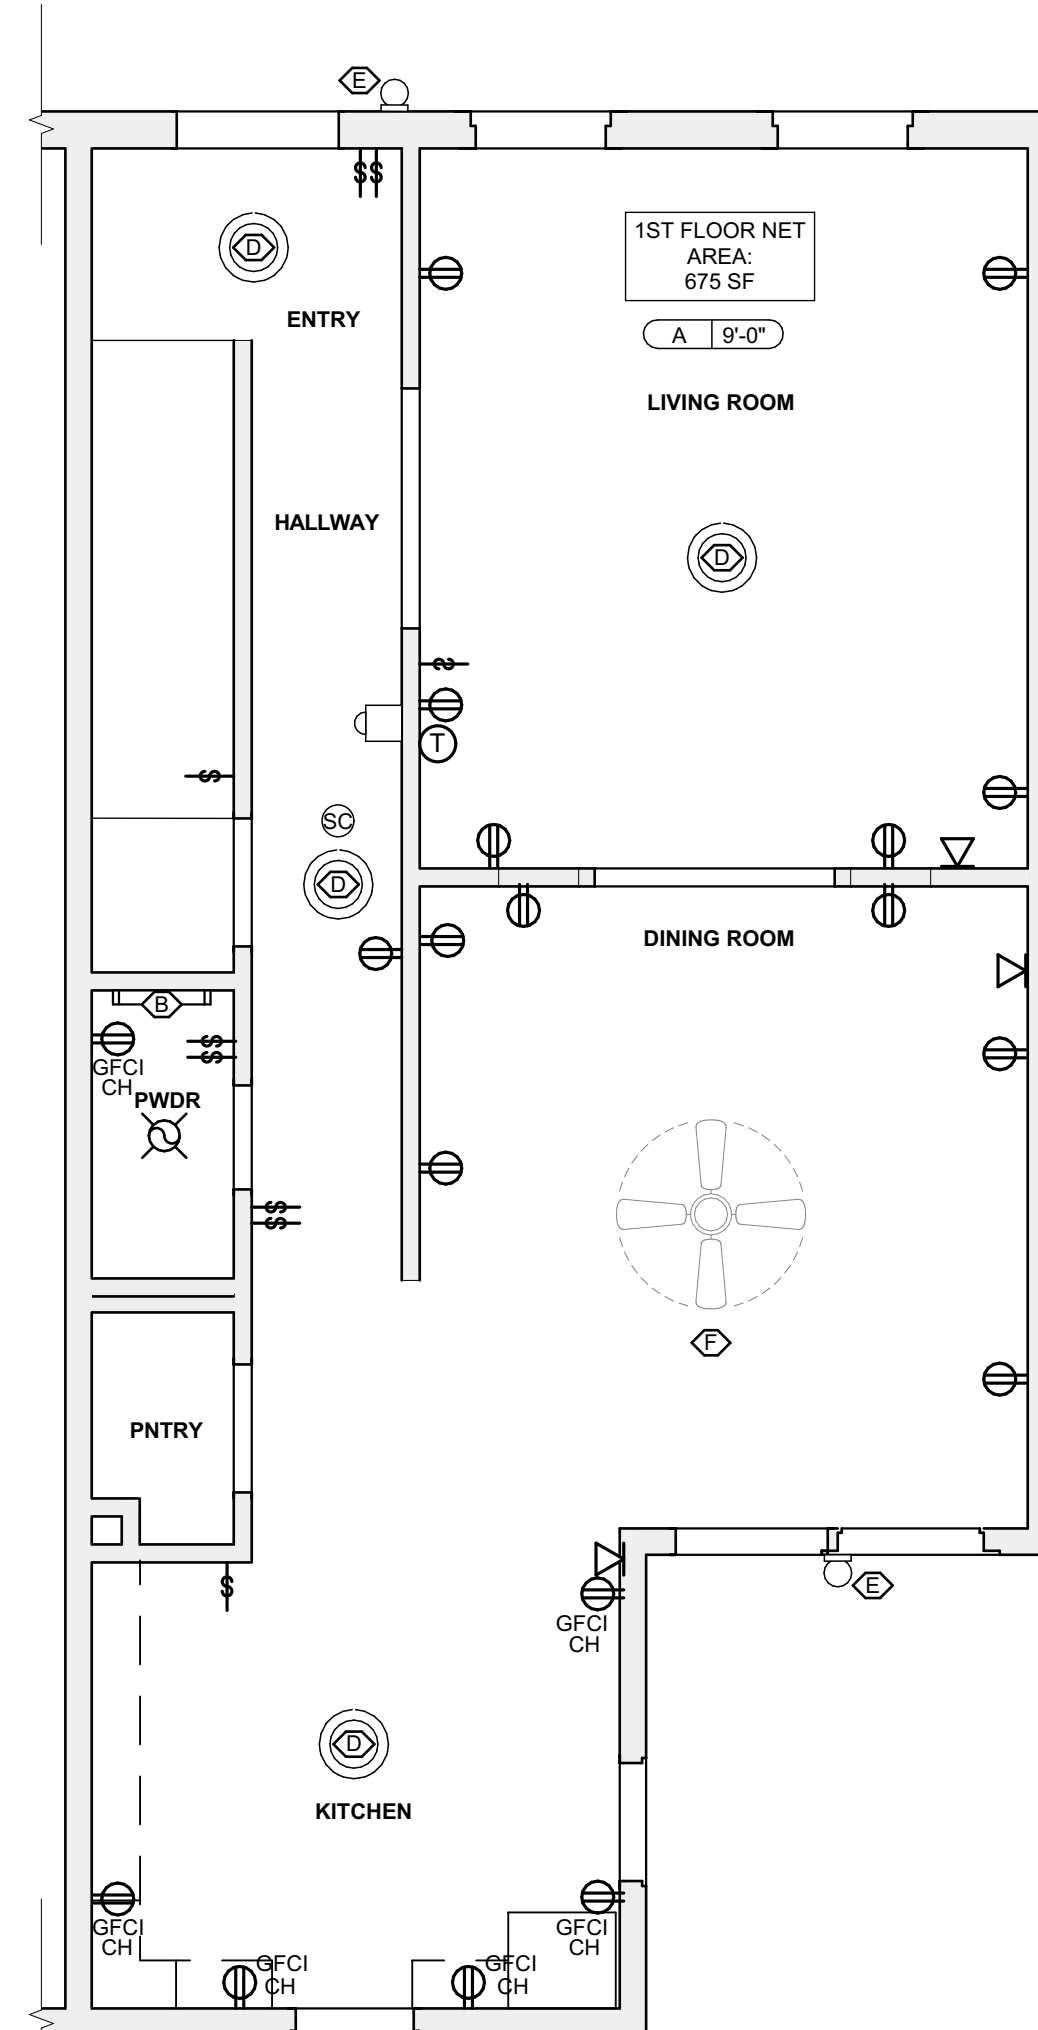 E
$$
D
1ST FLOOR NET
AREA:
675 SF
ENTRY
A 9'-0"
LIVING ROOM
HALLWAY
D
$
T
$
SC
D
DINING ROOM
B
$$
GFCI
CH
PWDR
$$
F
PNTRY
E
$
GFCI
CH
D
KITCHEN
GFCI
CH
GFCI
CH
GFCI
CH
GFCI
CH